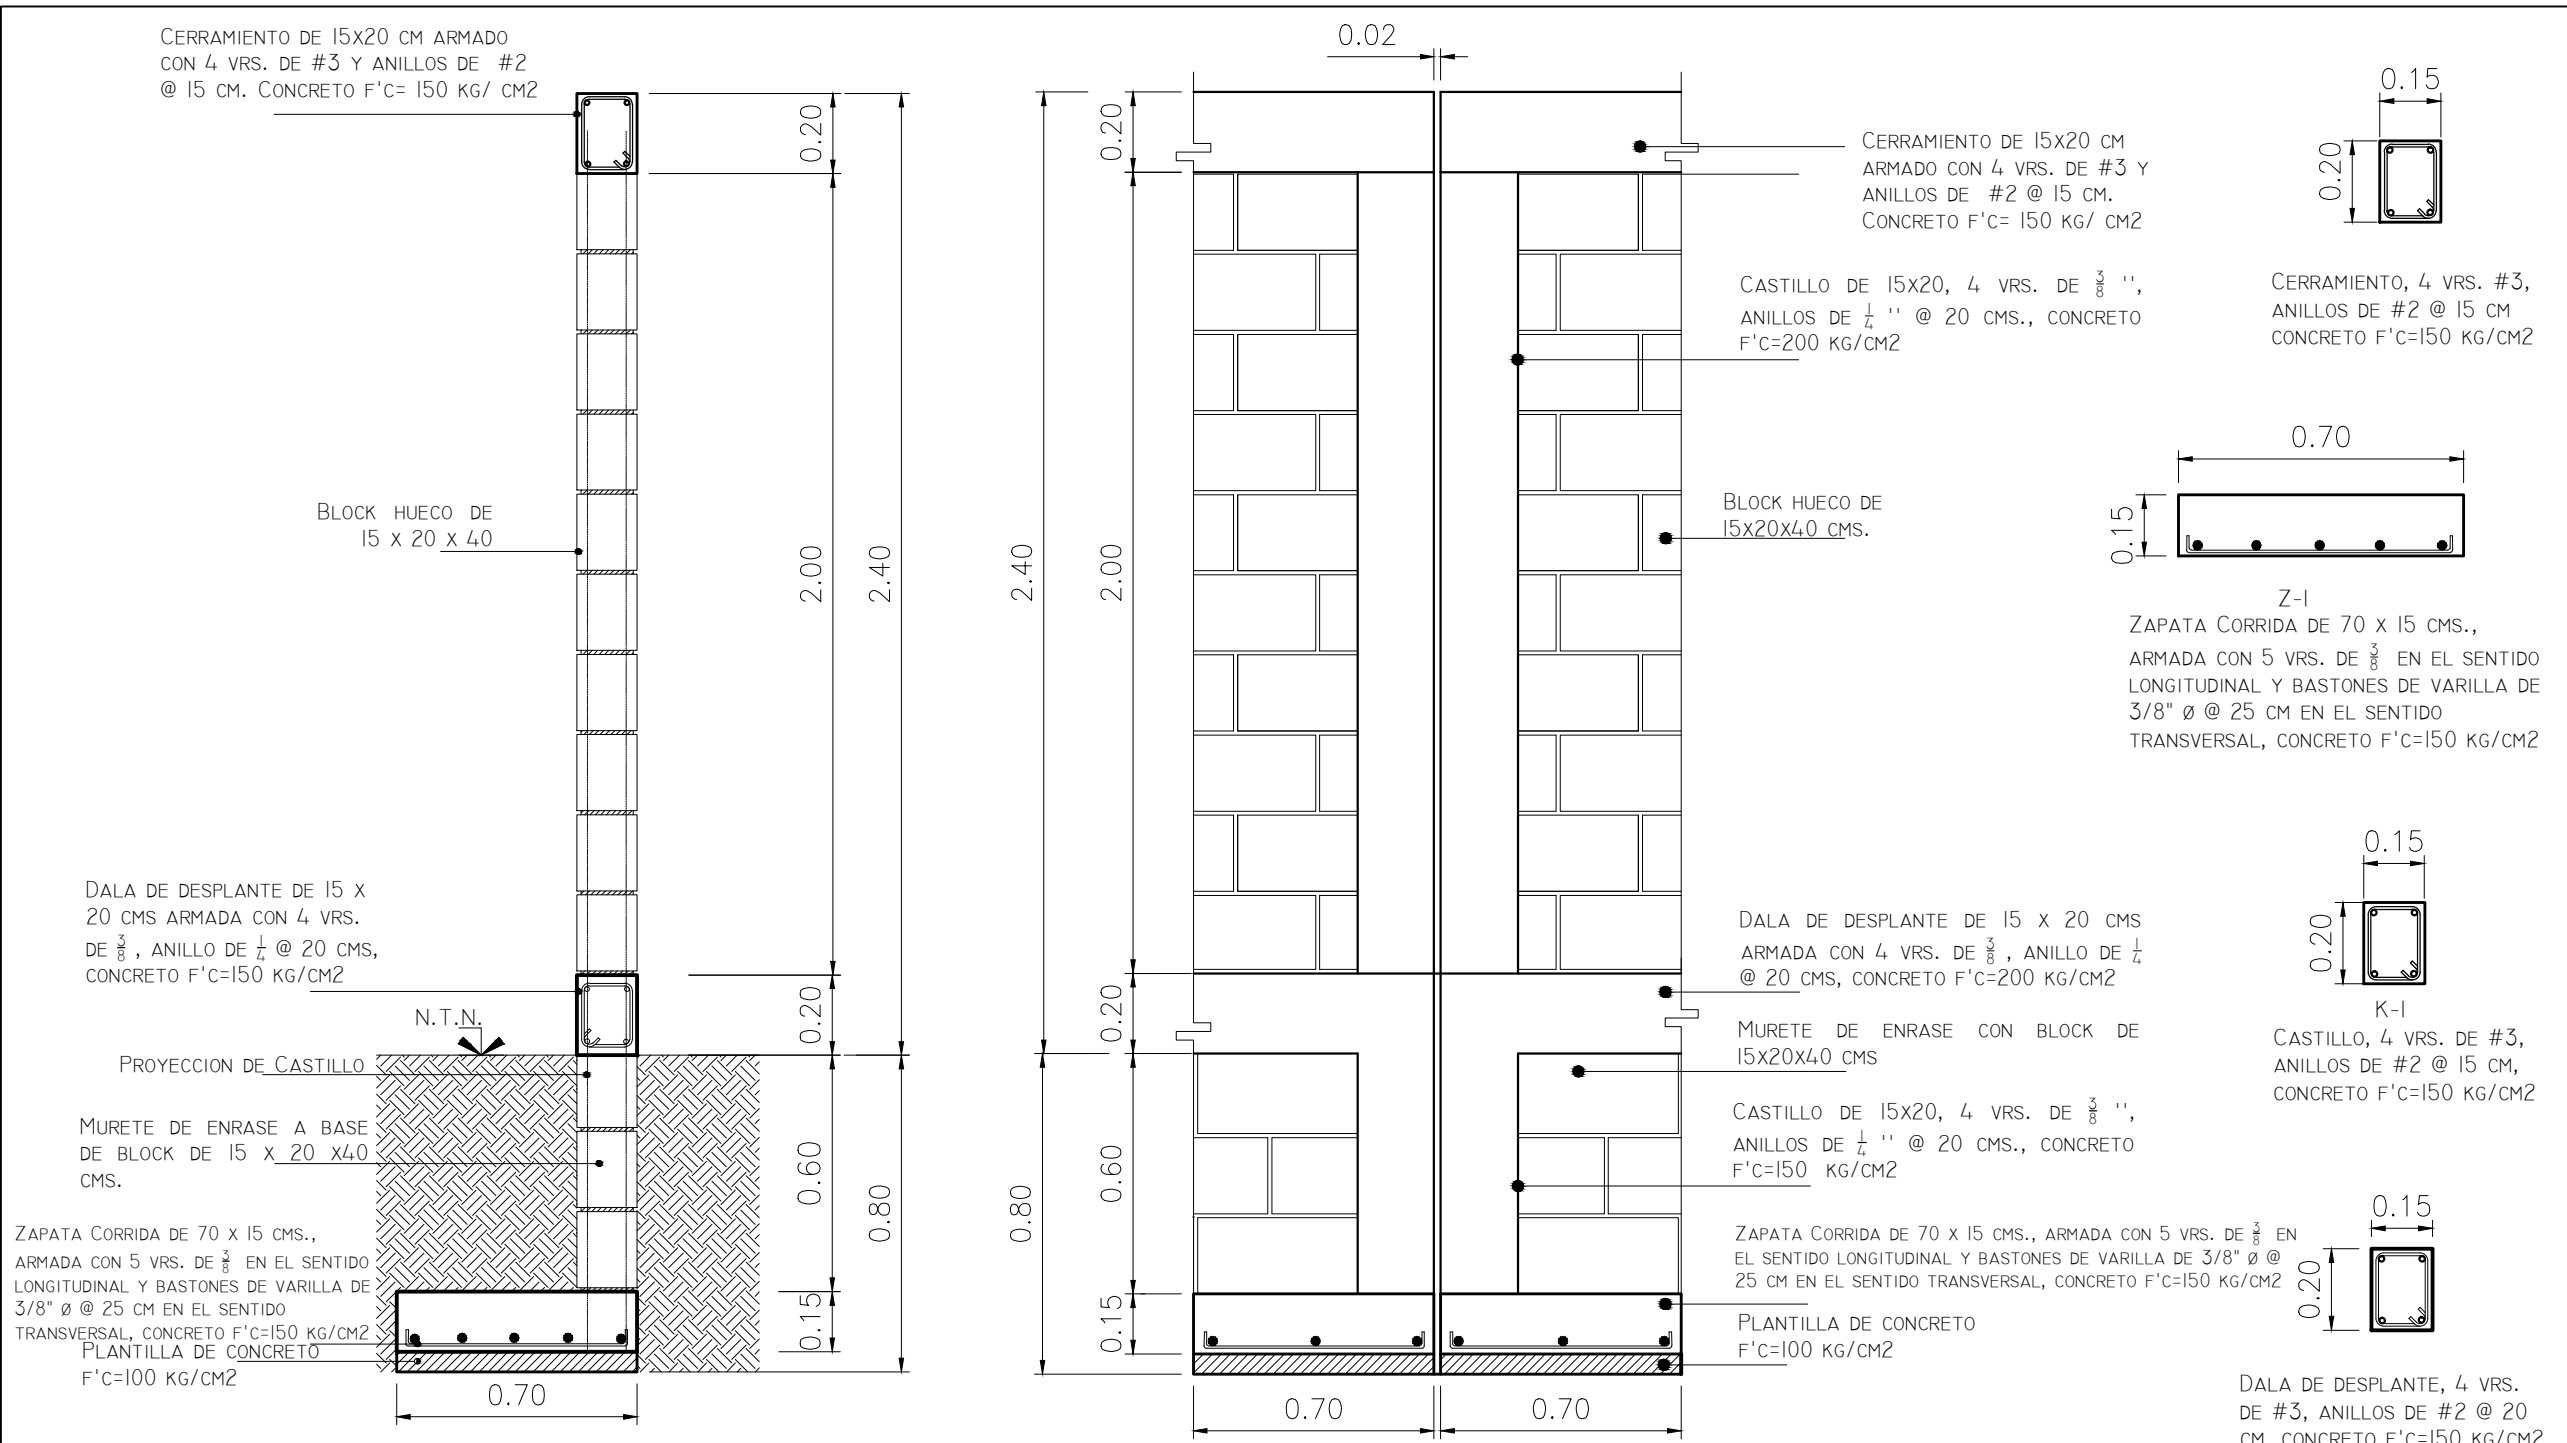 CERRAMIENTO DE 15X20 CM ARMADO
CON 4 VRS. DE #3 Y ANILLOS DE #2
@ 15 CM. CONCRETO F'C= 150 KG/ CM2
0.20
2.00
2.40
BLOCK HUECO DE
15 X 20 X 40
DALA DE DESPLANTE DE 15 X
20 CMS ARMADA CON 4 VRS.
DE 3/8 , ANILLO DE 1/4 @ 20 CMS,
CONCRETO F'C=150 KG/CM2
0.20
N.T.N.
PROYECCION DE CASTILLO
MURETE DE ENRASE A BASE
DE BLOCK DE 15 X 20 X40
CMS.
0.60
0.80
ZAPATA CORRIDA DE 70 X 15 CMS.,
ARMADA CON 5 VRS. DE 3/8 EN EL SENTIDO
LONGITUDINAL Y BASTONES DE VARILLA DE
3/8" Ø @ 25 CM EN EL SENTIDO
TRANSVERSAL, CONCRETO F'C=150 KG/CM2
0.15
PLANTILLA DE CONCRETO
F'C=100 KG/CM2
0.70
0.02
0.20
2.40
2.00
0.20
0.80
0.60
0.15
0.70
0.70
CERRAMIENTO DE 15X20 CM
ARMADO CON 4 VRS. DE #3 Y
ANILLOS DE #2 @ 15 CM.
CONCRETO F'C= 150 KG/ CM2
CASTILLO DE 15X20, 4 VRS. DE 3/8 '',
ANILLOS DE 1/4 '' @ 20 CMS., CONCRETO
F'C=200 KG/CM2
BLOCK HUECO DE
15X20X40 CMS.
DALA DE DESPLANTE DE 15 X 20 CMS
ARMADA CON 4 VRS. DE 3/8 , ANILLO DE 1/4
@ 20 CMS, CONCRETO F'C=200 KG/CM2
MURETE DE ENRASE CON BLOCK DE
15X20X40 CMS
CASTILLO DE 15X20, 4 VRS. DE 3/8 '',
ANILLOS DE 1/4 '' @ 20 CMS., CONCRETO
F'C=150 KG/CM2
ZAPATA CORRIDA DE 70 X 15 CMS., ARMADA CON 5 VRS. DE 3/8 EN
EL SENTIDO LONGITUDINAL Y BASTONES DE VARILLA DE 3/8" Ø @
25 CM EN EL SENTIDO TRANSVERSAL, CONCRETO F'C=150 KG/CM2
PLANTILLA DE CONCRETO
F'C=100 KG/CM2
0.15
0.20
CERRAMIENTO, 4 VRS. #3,
ANILLOS DE #2 @ 15 CM
CONCRETO F'C=150 KG/CM2
0.70
0.15
Z-1
ZAPATA CORRIDA DE 70 X 15 CMS.,
ARMADA CON 5 VRS. DE 3/8 EN EL SENTIDO
LONGITUDINAL Y BASTONES DE VARILLA DE
3/8" Ø @ 25 CM EN EL SENTIDO
TRANSVERSAL, CONCRETO F'C=150 KG/CM2
0.15
0.20
K-1
CASTILLO, 4 VRS. DE #3,
ANILLOS DE #2 @ 15 CM,
CONCRETO F'C=150 KG/CM2
0.15
0.20
DALA DE DESPLANTE, 4 VRS.
DE #3, ANILLOS DE #2 @ 20
CM, CONCRETO F'C=150 KG/CM2